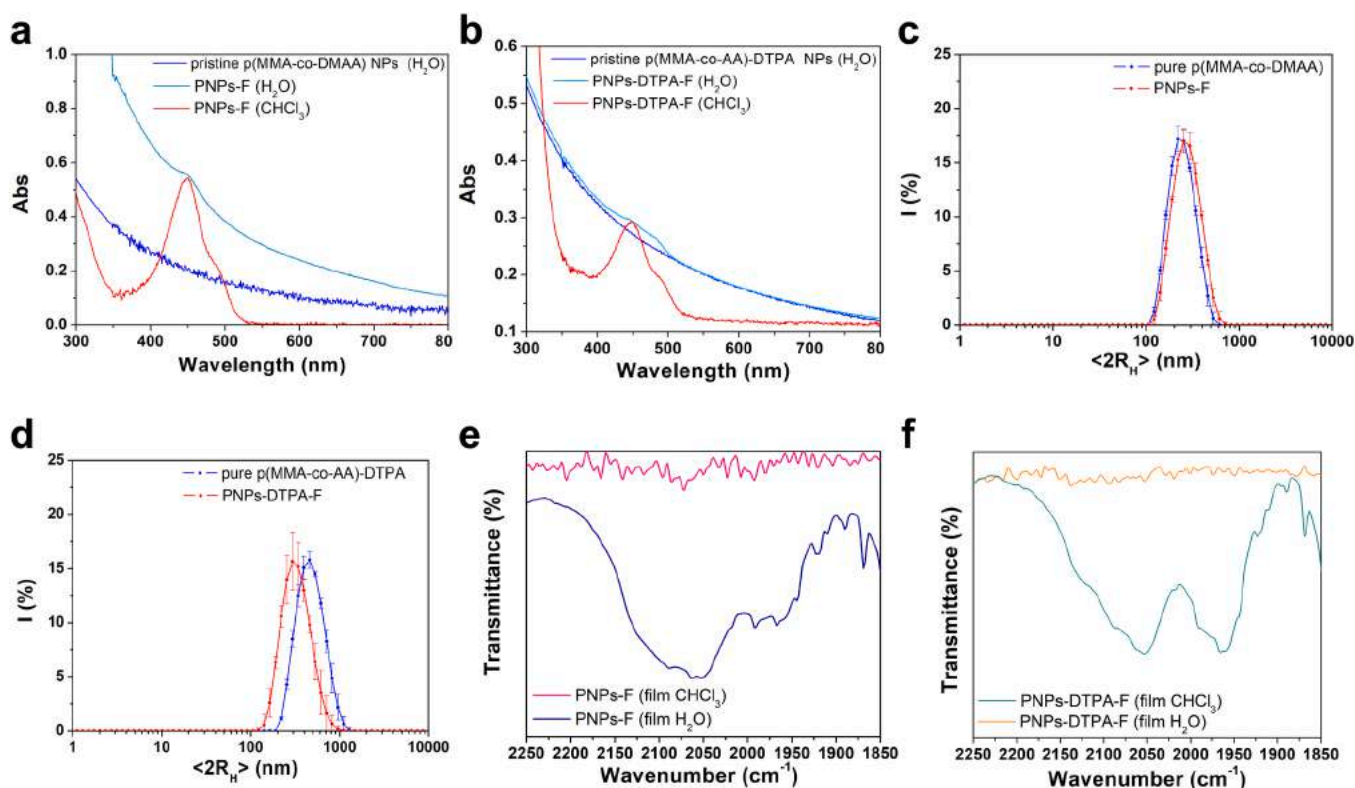 a
1.0
0.8
0.6
0.4
0.2
0.0
Abs
pristine p(MMA-co-DMAA) NPs (H₂O)
PNPs-F (H₂O)
PNPs-F (CHCl₃)
300 400 500 600 700 80
Wavelength (nm)
b
0.6
0.5
0.4
0.3
0.2
0.1
Abs
pristine p(MMA-co-AA)-DTPA NPs (H₂O)
PNPs-DTPA-F (H₂O)
PNPs-DTPA-F (CHCl₃)
300 400 500 600 700 80
Wavelength (nm)
c
25
20
15
10
5
0
I (%)
pure p(MMA-co-DMAA)
PNPs-F
1 10 100 1000 10000
<2R_H> (nm)
d
25
20
15
10
5
0
I (%)
pure p(MMA-co-AA)-DTPA
PNPs-DTPA-F
1 10 100 1000 10000
<2R_H> (nm)
e
Transmittance (%)
PNPs-F (film CHCl₃)
PNPs-F (film H₂O)
2250 2200 2150 2100 2050 2000 1950 1900 1850
Wavenumber (cm⁻¹)
f
Transmittance (%)
PNPs-DTPA-F (film CHCl₃)
PNPs-DTPA-F (film H₂O)
2250 2200 2150 2100 2050 2000 1950 1900 1850
Wavenumber (cm⁻¹)